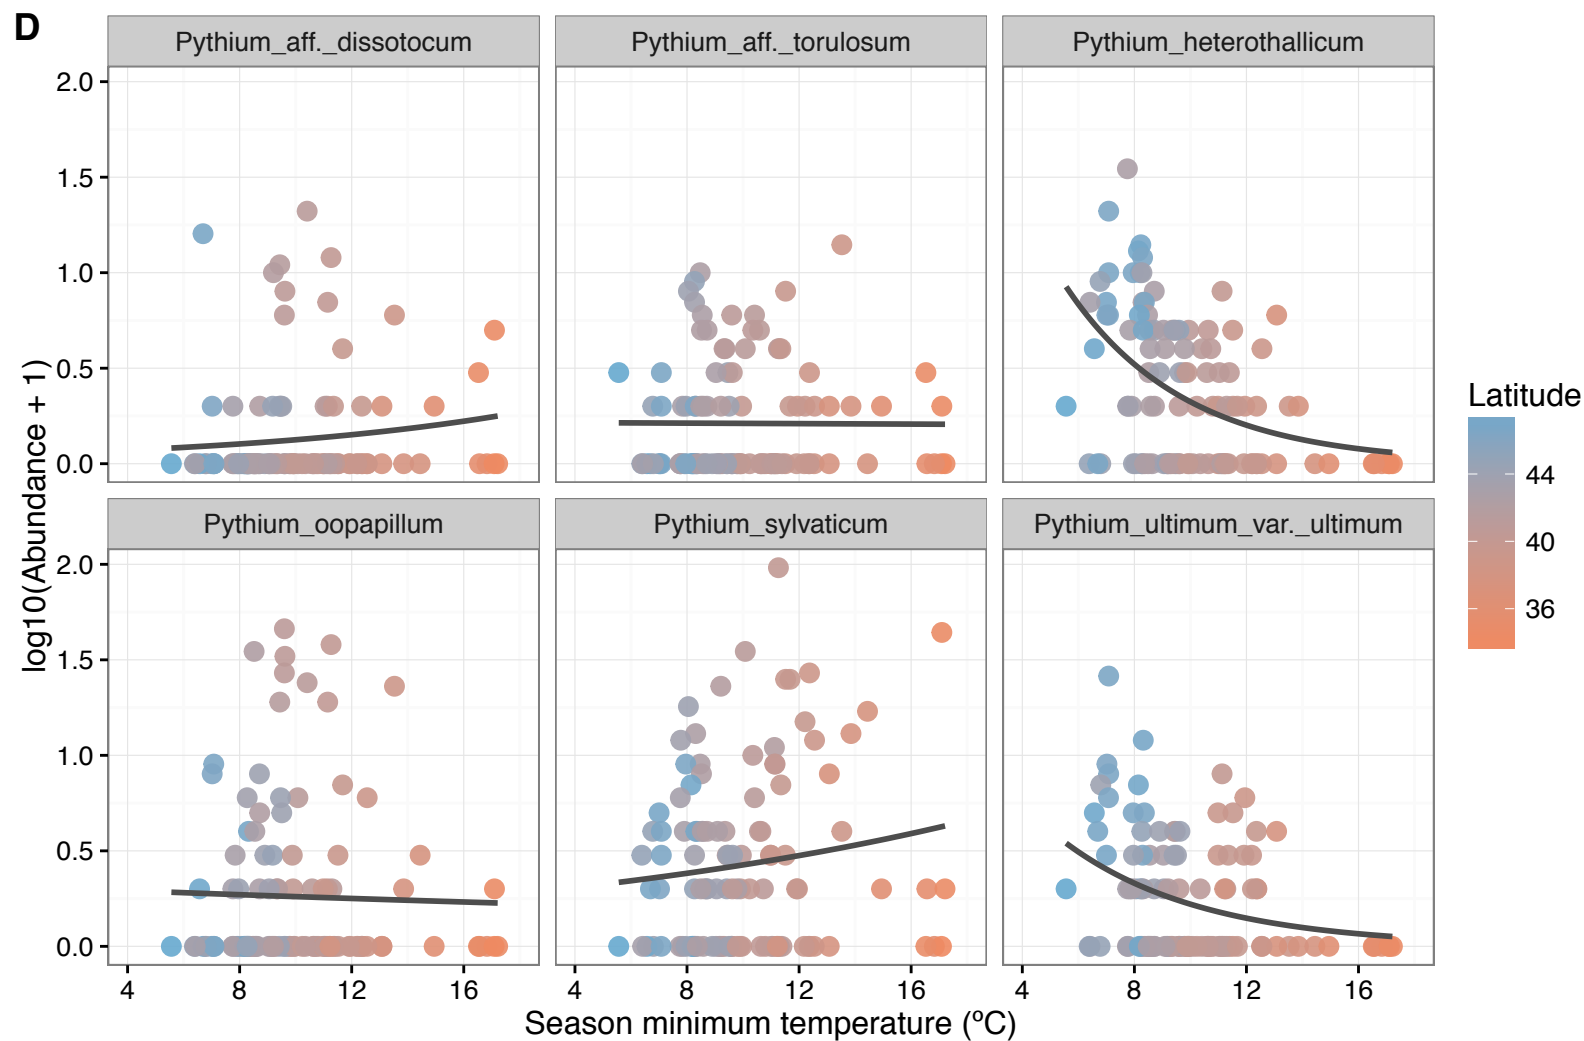 D
Pythium_aff._dissotocum Pythium_aff._torulosum Pythium_heterothallicum
2.0
1.5
1.0
0.5
0.0
Pythium_oopapillum Pythium_sylvaticum Pythium_ultimum_var._ultimum
2.0
1.5
1.0
0.5
0.0
4 8 12 16 4 8 12 16 4 8 12 16
Season minimum temperature (ºC)
log10(Abundance + 1)
Latitude
44
40
36